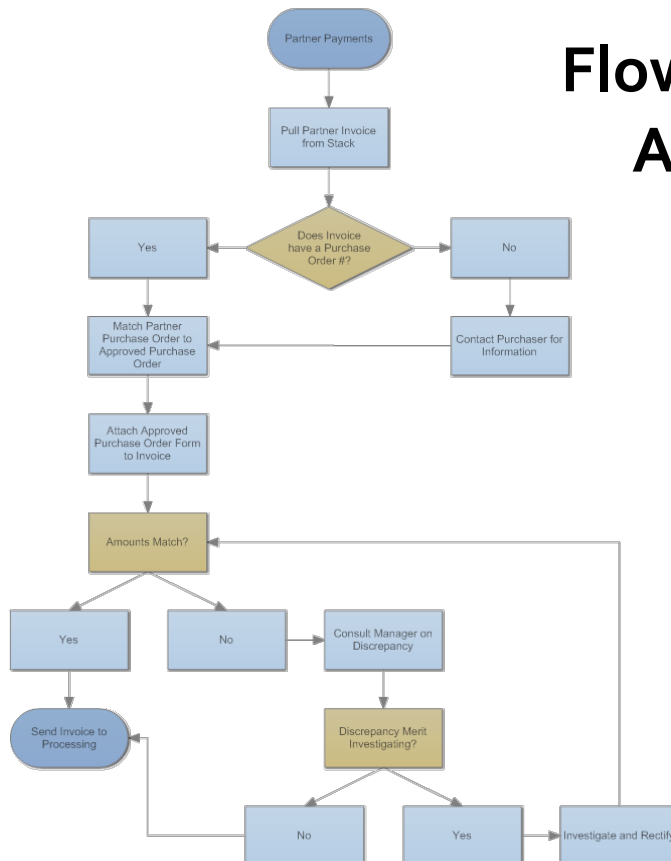 Partner Payments
Flow
A
Pull Partner Invoice
from Stack
Does Invoice
have a Purchase
Order #?
Yes
No
Match Partner
Purchase Order to
Approved Purchase
Order
Contact Purchaser for
Information
Attach Approved
Purchase Order Form
to Invoice
Amounts Match?
Yes
No
Consult Manager on
Discrepancy
Send Invoice to
Processing
Discrepancy Merit
Investigating?
No
Yes
Investigate and Rectify